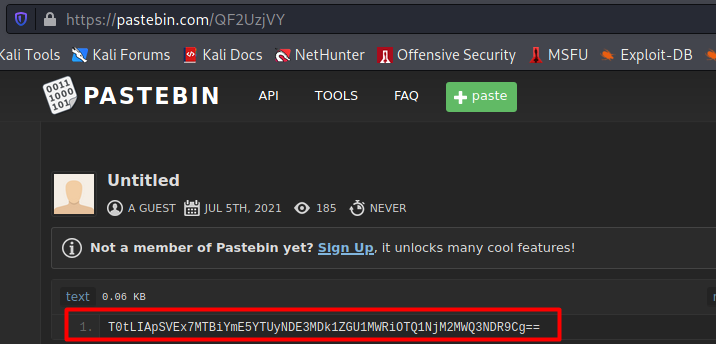 https://pastebin.com/QF2UzjVY
Kali Tools Kali Forums Kali Docs NetHunter Offensive Security MSFU Exploit-DB
0011
1000
101
PASTEBIN API TOOLS FAQ + paste
Untitled
A GUEST JUL 5TH, 2021 185 NEVER
Not a member of Pastebin yet? Sign Up, it unlocks many cool features!
text 0.06 KB
1. T0tLIApSVEx7MTBiYmE5YTUyNDE3MDk1ZGU1MWRiOTQ1NjM2MWQ3NDR9Cg==